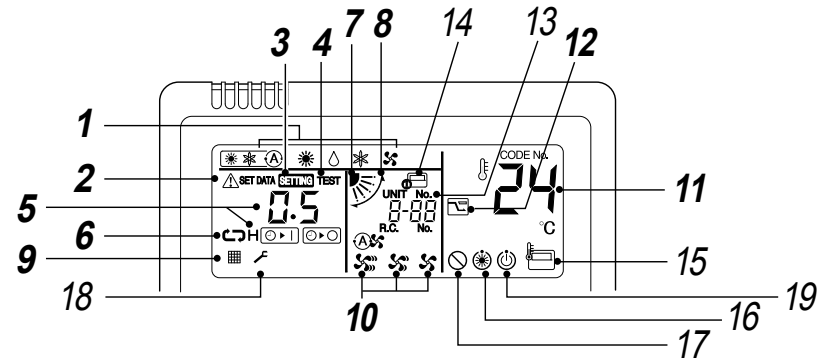 3 4 7 8 14 13 12
1
CODE No.
A
2 SET DATA SETTING TEST
UNIT No. 24 11
5 0.5 8-88
R.C. No. °C
6 H
A
9
15
18 10 17 16 19